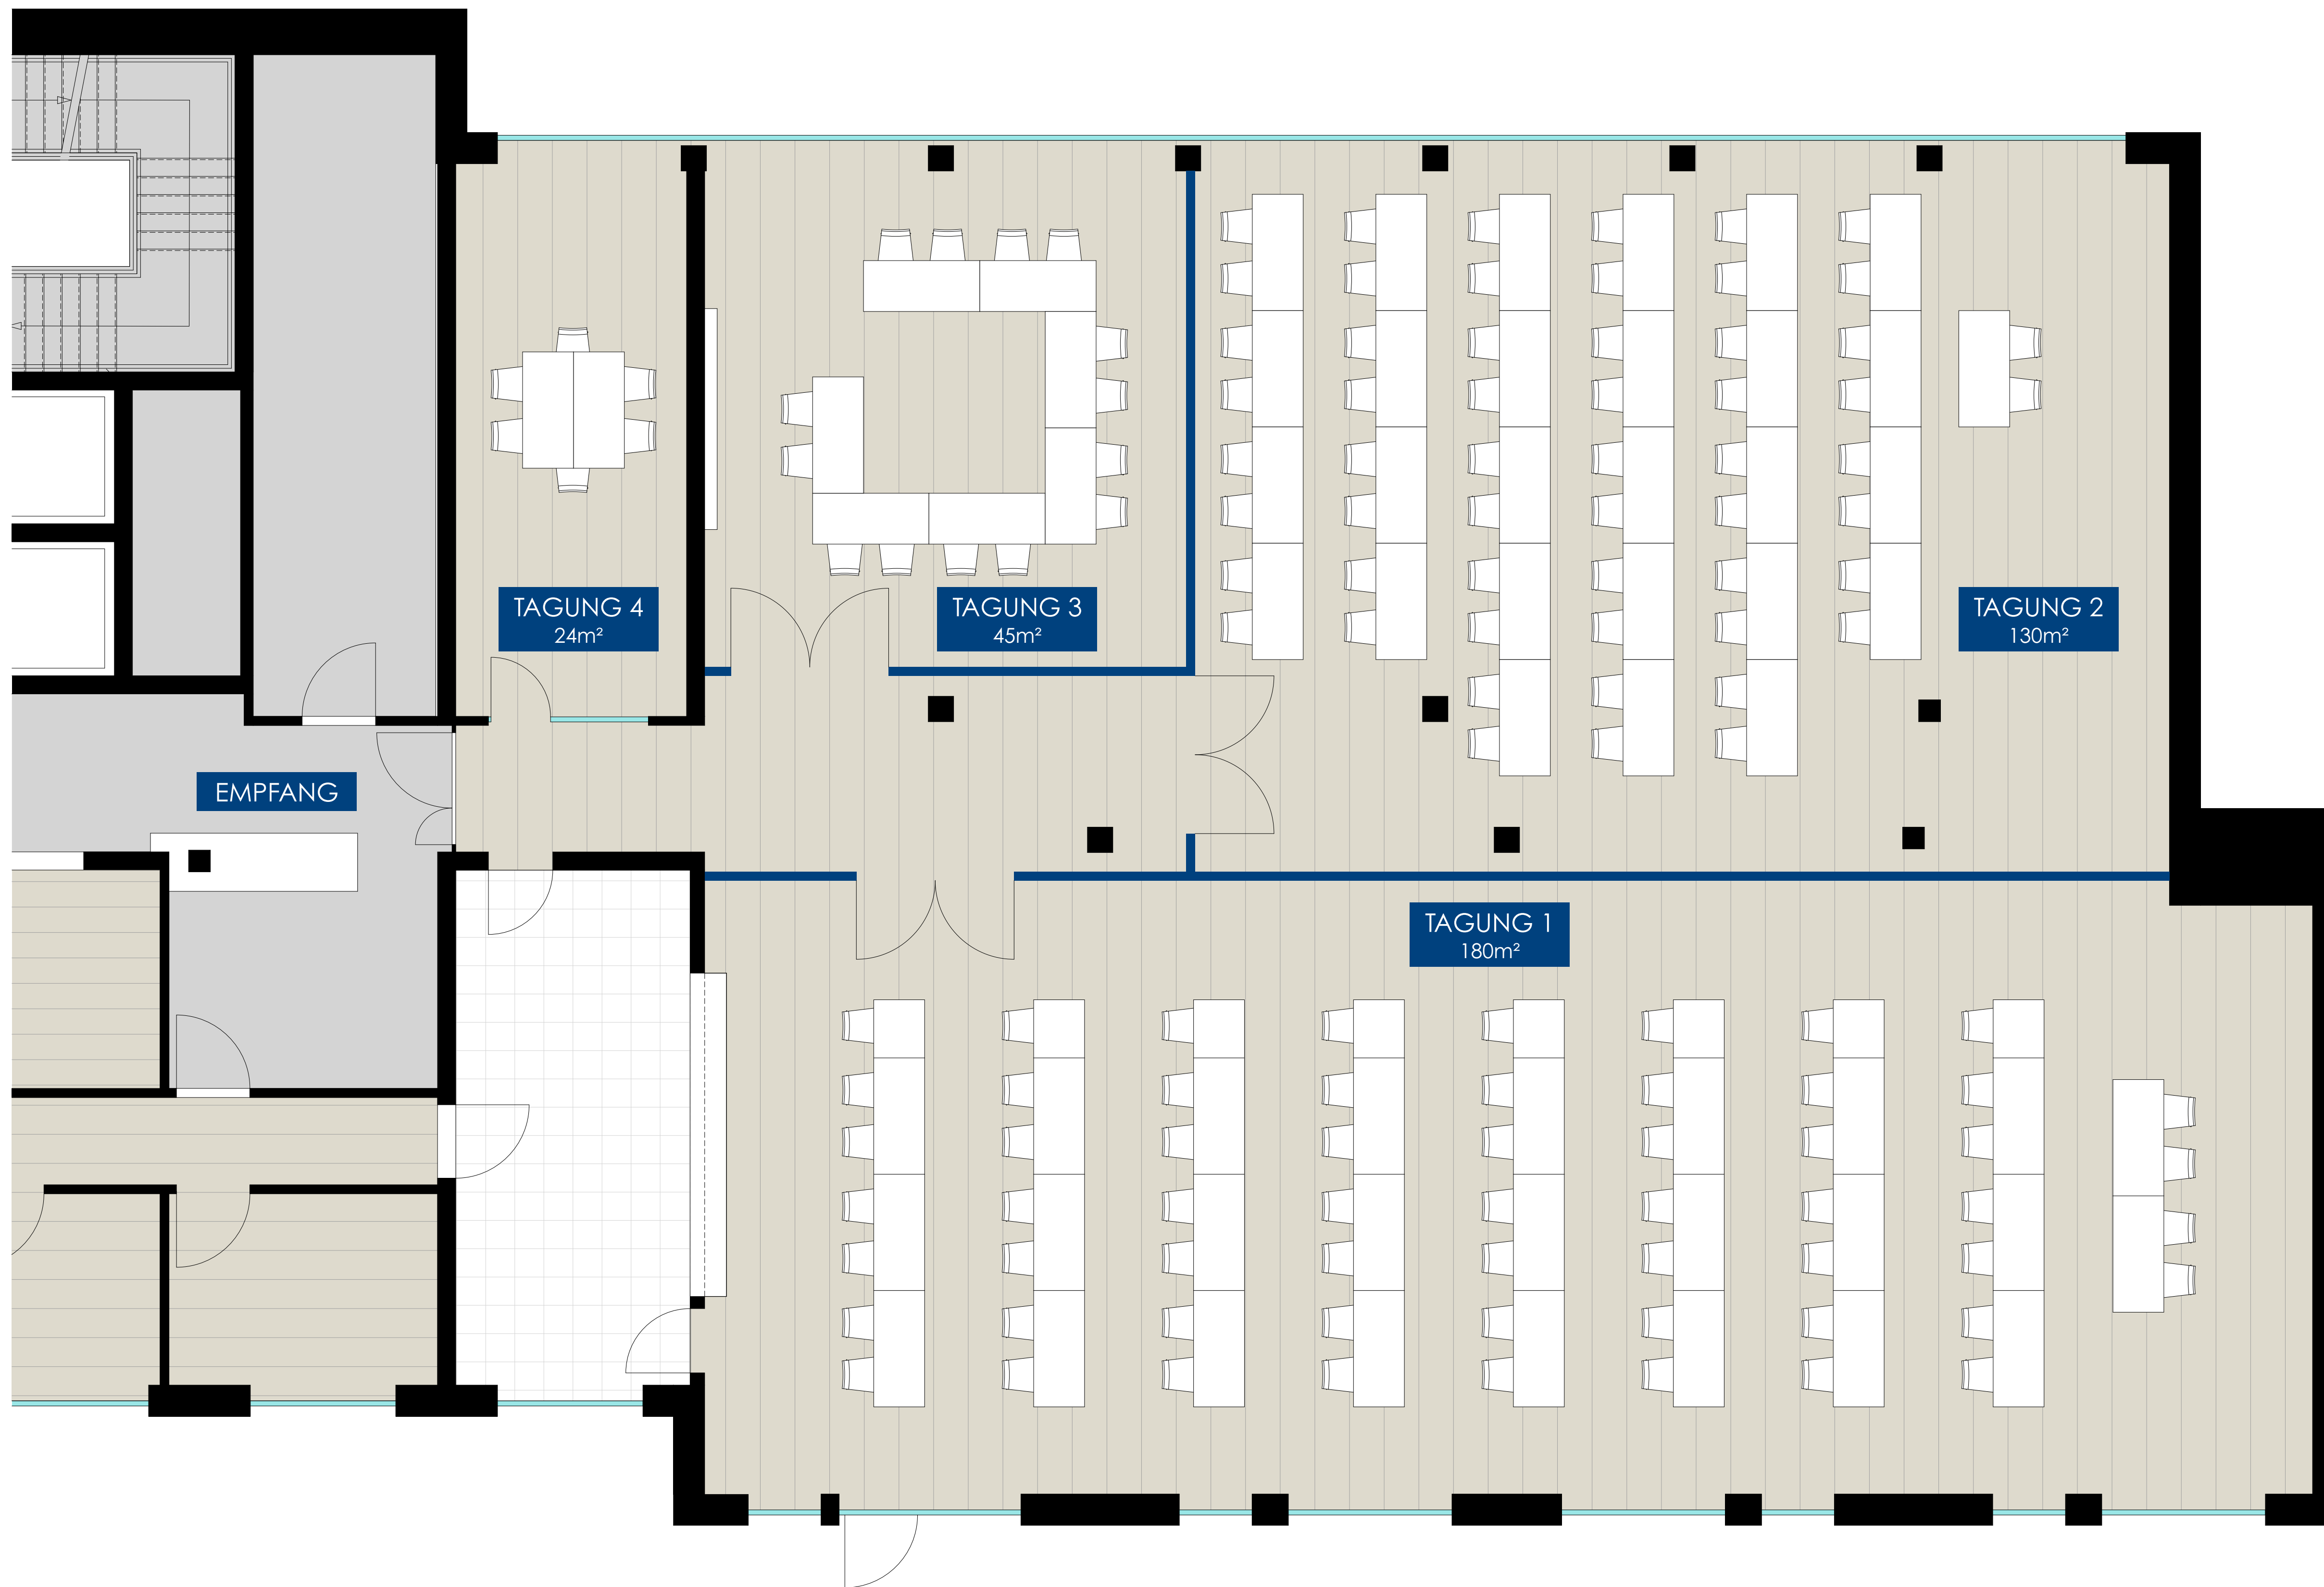 TAGUNG 4
24m²
TAGUNG 3
45m²
TAGUNG 2
130m²
EMPFANG
TAGUNG 1
180m²